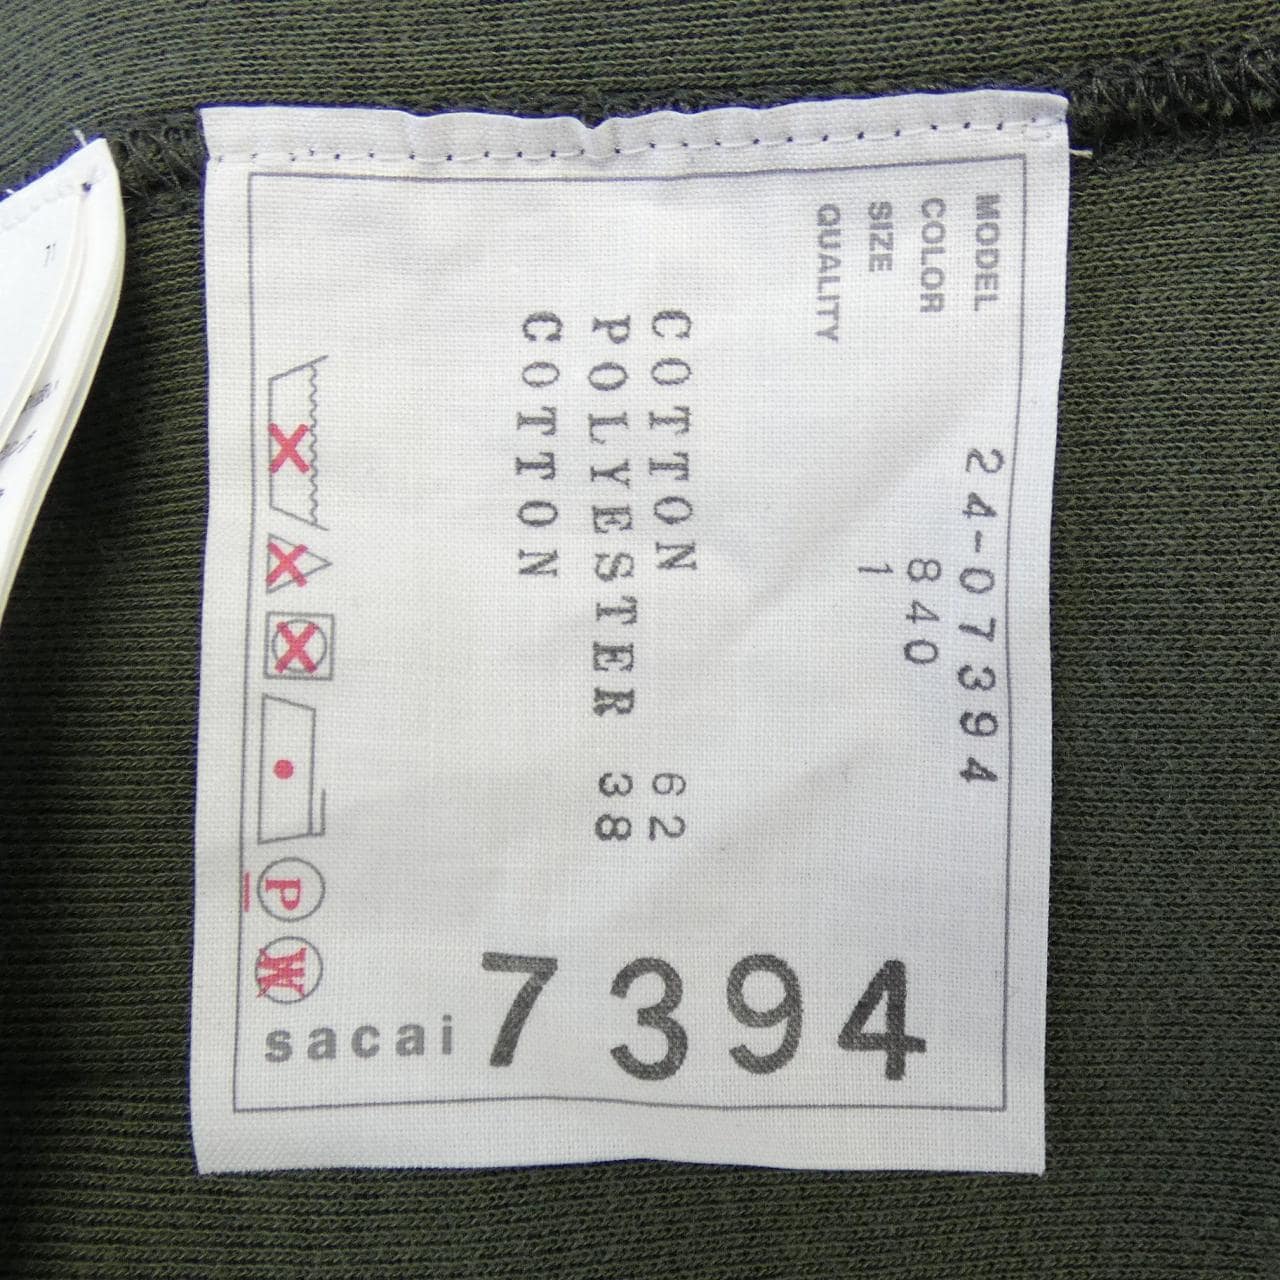 MODEL 24-07394
COLOR 840
SIZE 1
QUALITY
COTTON 62
POLYESTER 38
COTTON
P
W
sacai 7394